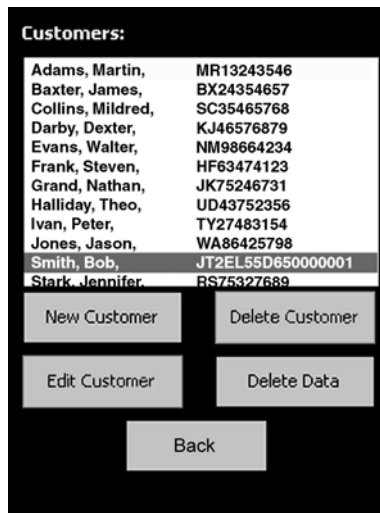 Customers:
Adams, Martin, MR13243546
Baxter, James, BX24354657
Collins, Mildred, SC35465768
Darby, Dexter, KJ46576879
Evans, Walter, NM98664234
Frank, Steven, HF63474123
Grand, Nathan, JK75246731
Halliday, Theo, UD43752356
Ivan, Peter, TY27483154
Jones, Jason, WA86425798
Smith, Bob, JT2EL55D650000001
Stark, Jennifer, RS75327689
New Customer Delete Customer
Edit Customer Delete Data
Back